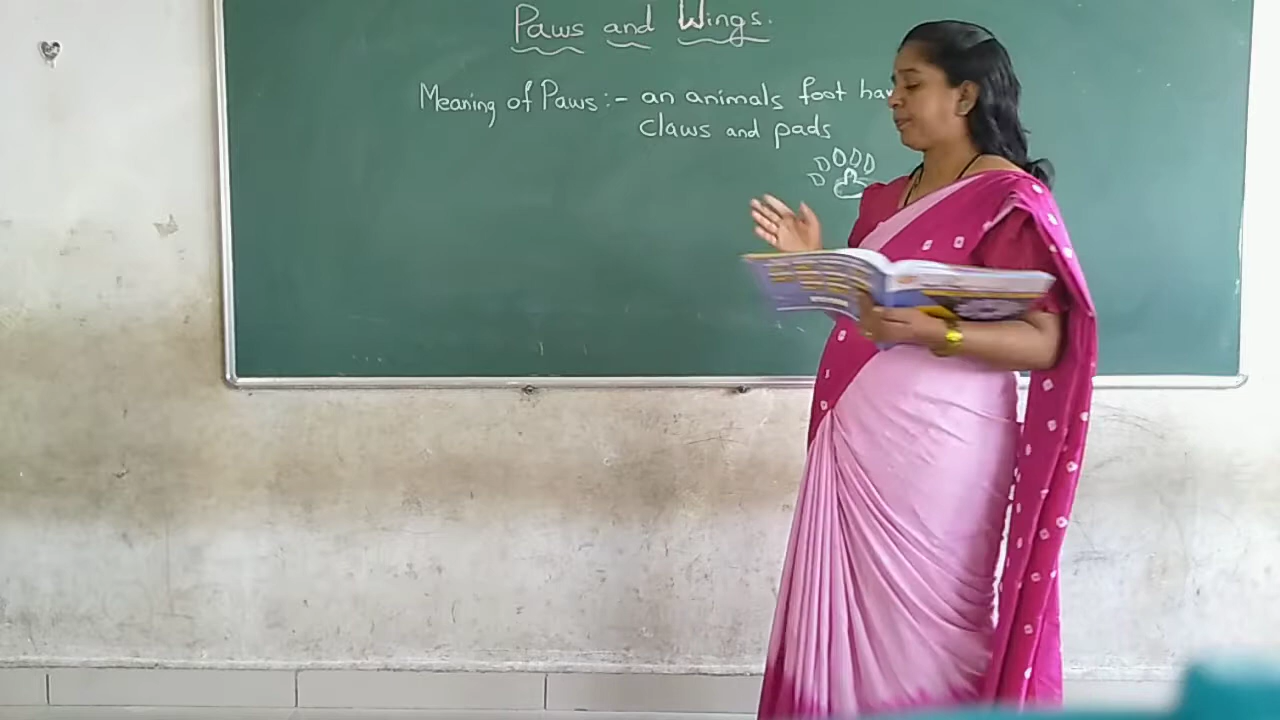 Paws and Wings.
Meaning of Paws :- an animals foot
claws and pads